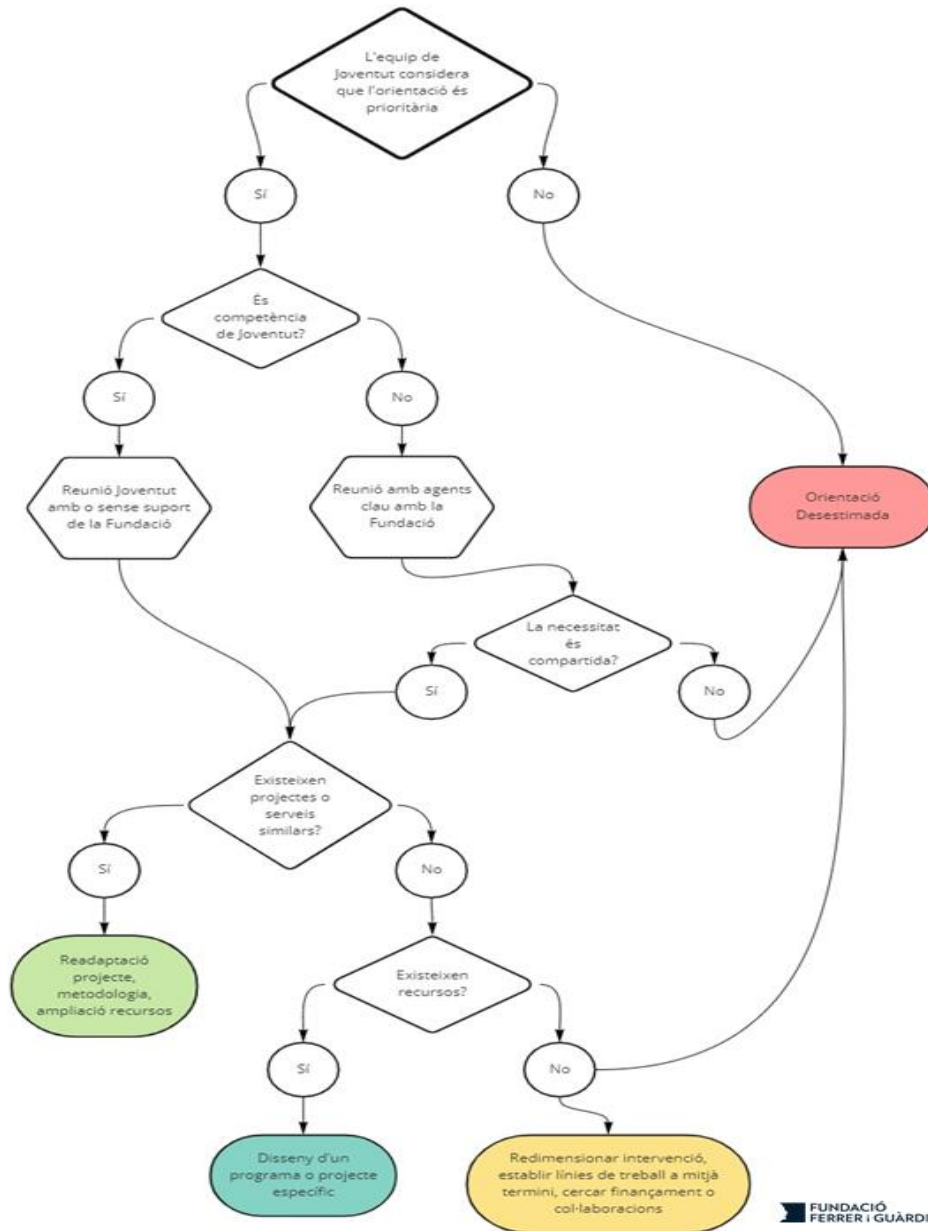 L'equip de
Joventut considera
que l'orientació és
prioritària
Sí
No
És
competència
de Joventut?
Sí
No
Reunió Joventut
amb o sense suport
de la Fundació
Reunió amb agents
clau amb la
Fundació
Orientació
Desestimada
La necessitat
és
compartida?
Sí
No
Existeixen
projectes o
serveis
similars?
Sí
No
Readaptació
projecte,
metodologia,
ampliació recursos
Existeixen
recursos?
Sí
No
Disseny d'un
programa o projecte
específic
Redimensionar intervenció,
establir línies de treball a mitjà
termini, cercar finançament o
col·laboracions
FUNDACIÓ
FERRER i GUÀRDI